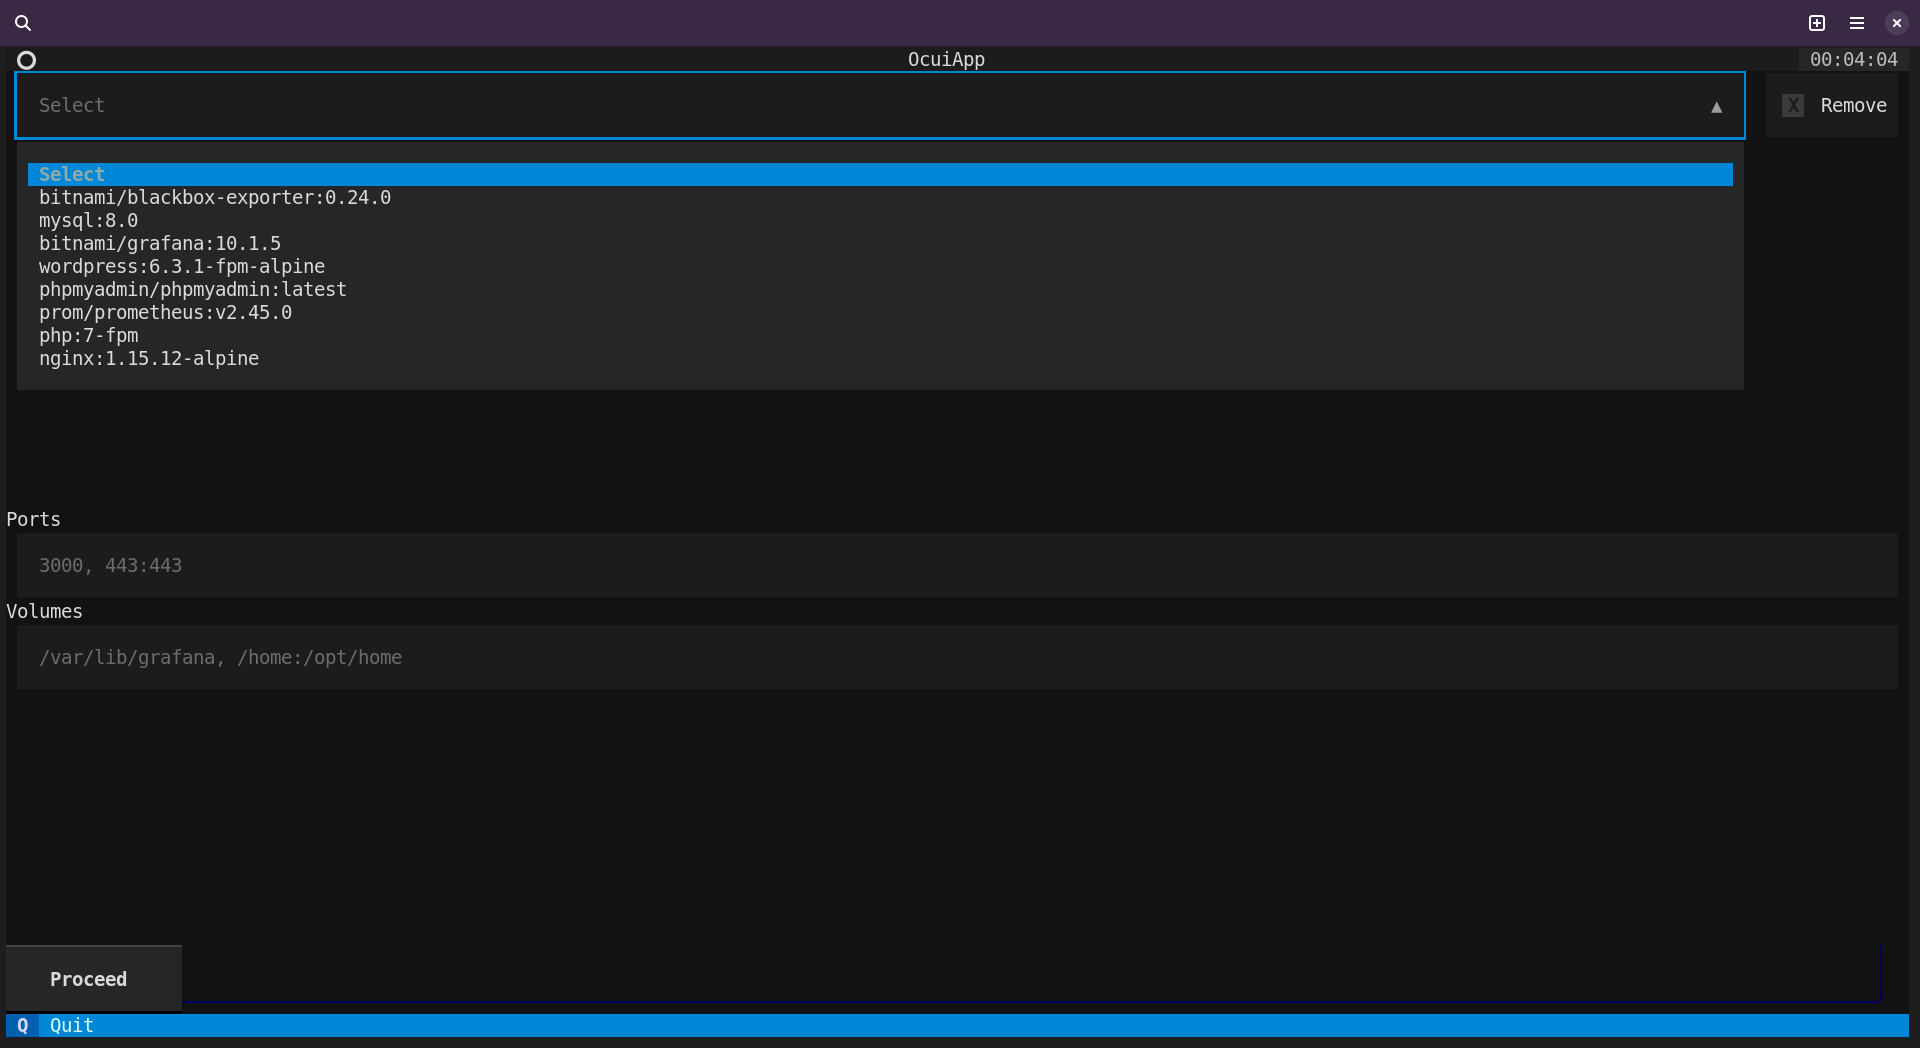 OcuiApp 00:04:04
Select ▲ X Remove
Select
bitnami/blackbox-exporter:0.24.0
mysql:8.0
bitnami/grafana:10.1.5
wordpress:6.3.1-fpm-alpine
phpmyadmin/phpmyadmin:latest
prom/prometheus:v2.45.0
php:7-fpm
nginx:1.15.12-alpine
Ports
3000, 443:443
Volumes
/var/lib/grafana, /home:/opt/home
Proceed
Q Quit